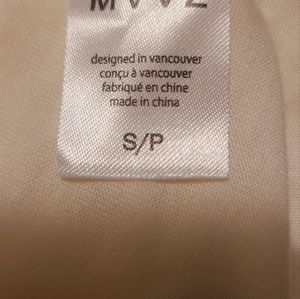 designed in vancouver
conçu à vancouver
fabriqué en chine
made in china
S/P